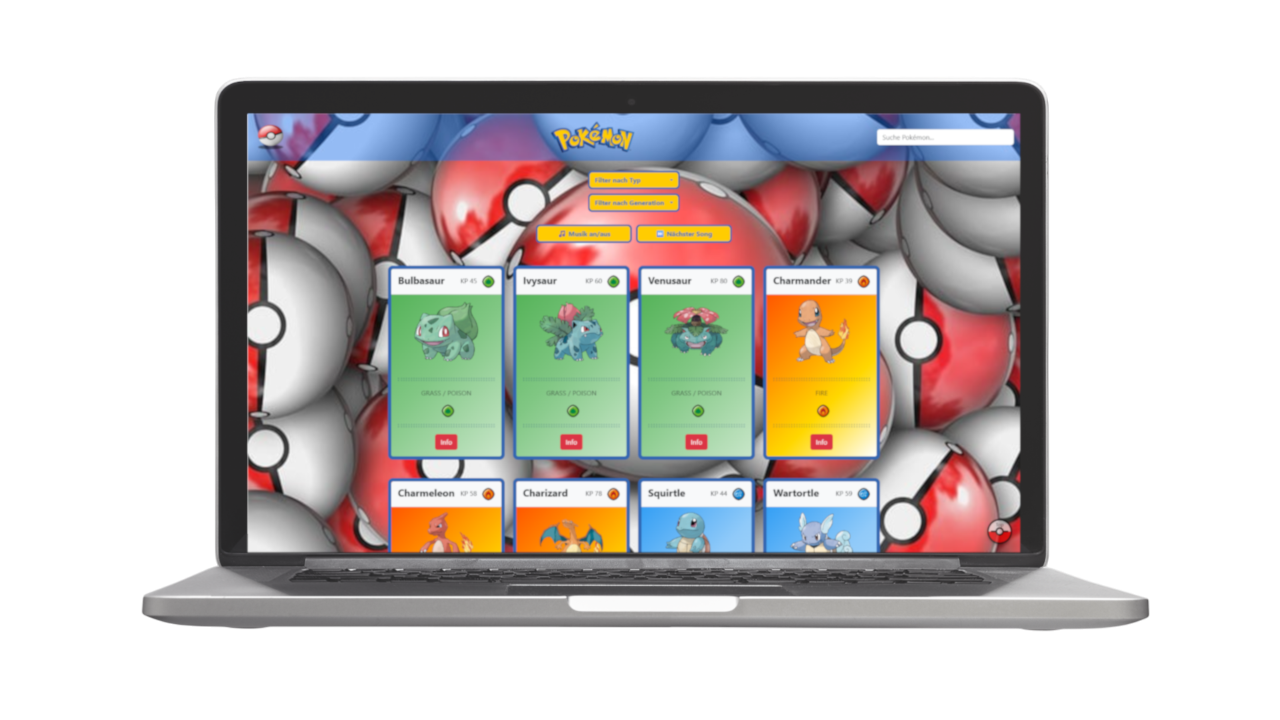 POKéMON
Suche Pokémon...
Filter nach Typ
Filter nach Generation
Musik an/aus
Nächster Song
Bulbasaur KP 45
Ivysaur KP 60
Venusaur KP 80
Charmander KP 39
GRASS / POISON
GRASS / POISON
GRASS / POISON
FIRE
Info
Info
Info
Info
Charmeleon KP 58
Charizard KP 78
Squirtle KP 44
Wartortle KP 59